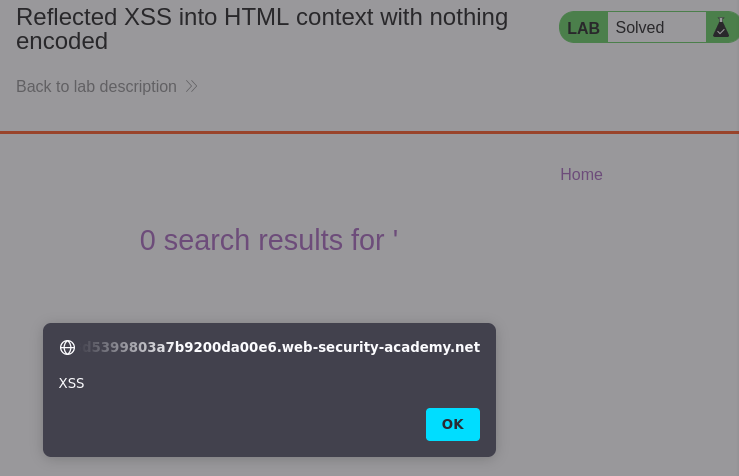 Reflected XSS into HTML context with nothing
encoded
LAB Solved
Back to lab description
Home
0 search results for '
d5399803a7b9200da00e6.web-security-academy.net
XSS
OK